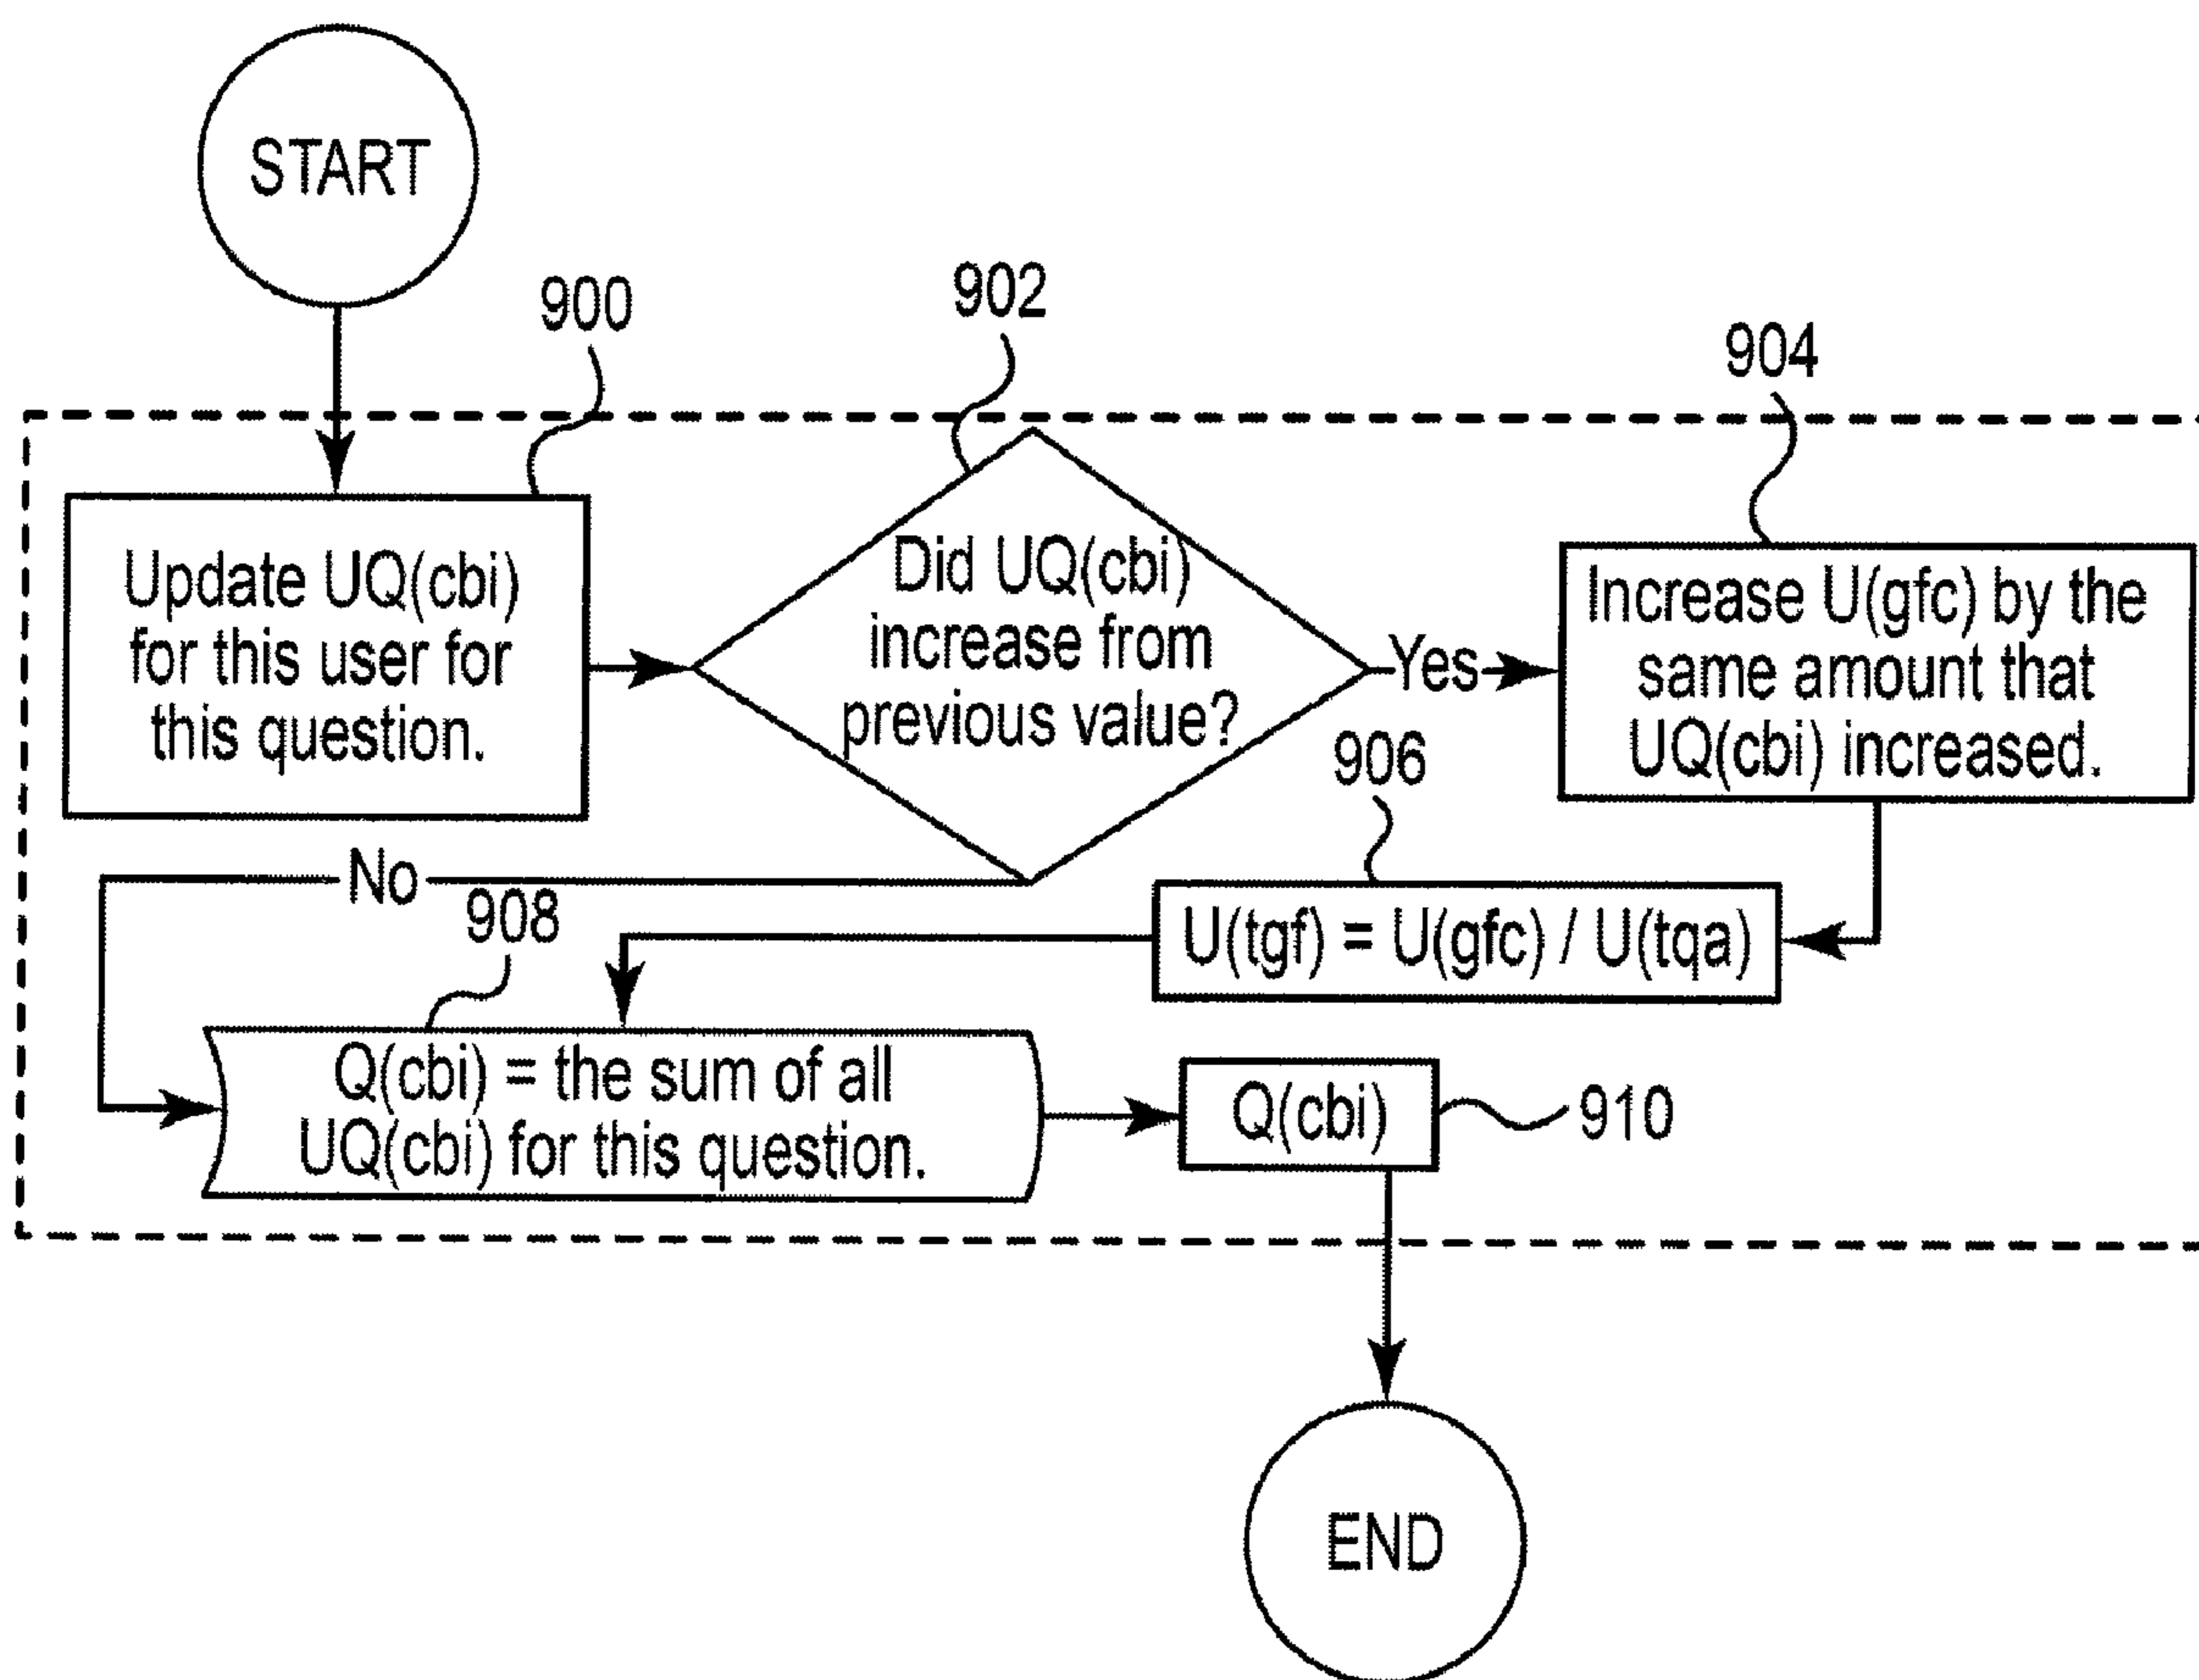 START
900
902
904
Update UQ(cbi)
for this user for
this question.
Did UQ(cbi)
increase from
previous value?
Yes
Increase U(gfc) by the
same amount that
UQ(cbi) increased.
906
No
908
U(tgf) = U(gfc) / U(tqa)
Q(cbi) = the sum of all
UQ(cbi) for this question.
Q(cbi)
910
END